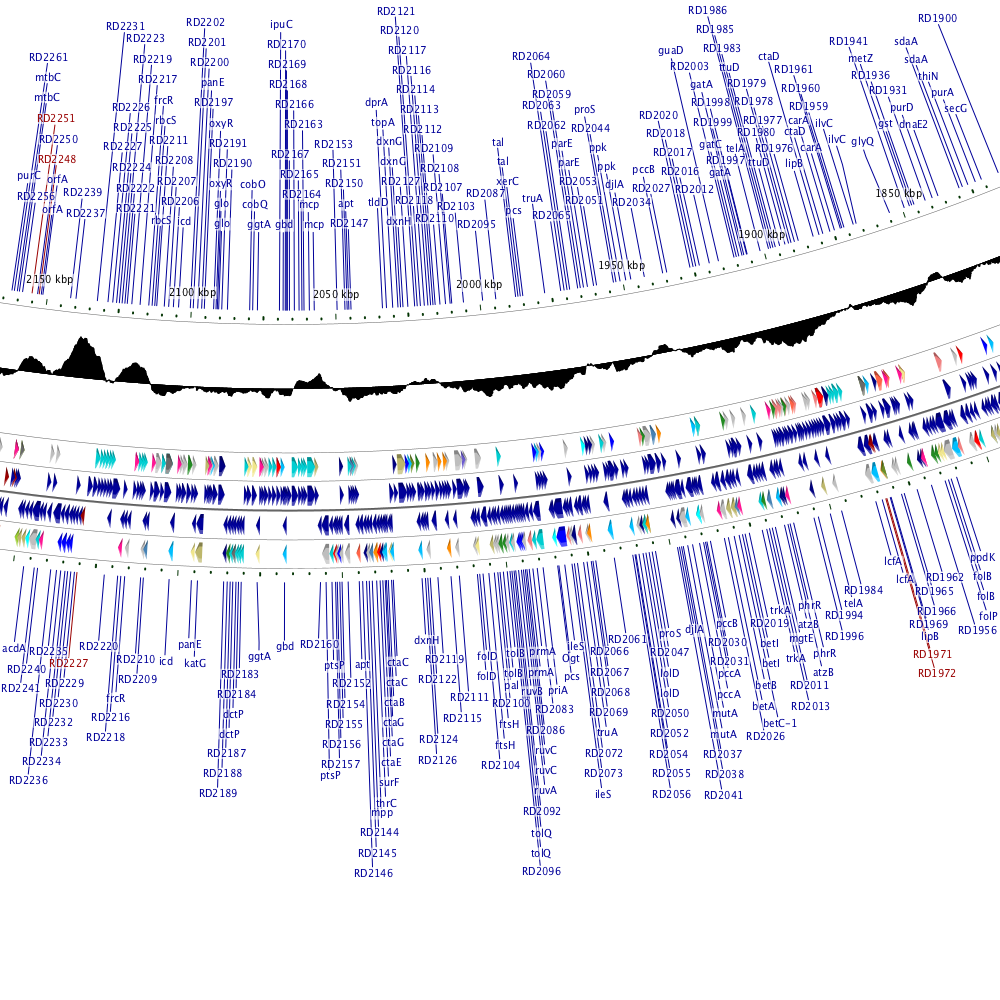 RD2261
mtbC
mtbC
RD2251
RD2250
RD2248
purC
orfA
RD2256
orfA
RD2239
RD2237
RD2231
RD2223
RD2219
RD2217
RD2226
frcR
RD2225
rbcS
RD2227
RD2211
RD2224
RD2208
RD2222
RD2207
RD2221
RD2206
rbcS
icd
RD2202
RD2201
RD2200
panE
RD2197
oxyR
RD2191
RD2190
oxyR
cobO
glo
cobQ
glo
ggtA
gbd
ipuC
RD2170
RD2169
RD2168
RD2166
RD2163
RD2167
RD2165
RD2164
mcp
mcp
RD2153
RD2151
RD2150
apt
RD2147
RD2121
RD2120
RD2117
RD2116
RD2114
dprA
RD2113
topA
RD2112
dxnG
RD2109
dxnG
RD2108
RD2127
RD2107
tldD
RD2118
RD2103
dxnH
RD2110
RD2095
RD2087
tal
tal
xerC
pcs
truA
RD2065
RD2064
RD2060
RD2059
RD2063
proS
RD2062
RD2044
parE
ppk
parE
ppk
RD2053
djlA
RD2051
RD2034
pccB
RD2027
RD2020
RD2018
RD2017
RD2016
RD2012
guaD
RD2003
gatA
RD1998
RD1999
gatC
RD1997
gatA
RD1986
RD1985
RD1983
ttuD
RD1979
RD1978
RD1977
RD1980
telA
RD1976
ttuD
lipB
ctaD
RD1961
RD1960
RD1959
carA
ilvC
ctaD
ilvC
carA
glyQ
RD1941
metZ
RD1936
RD1931
purD
gst
dnaE2
RD1900
sdaA
sdaA
thiN
purA
secG
2150 kbp
2100 kbp
2050 kbp
2000 kbp
1950 kbp
1900 kbp
1850 kbp
acdA
RD2235
RD2240
RD2227
RD2241
RD2229
RD2230
RD2232
RD2233
RD2234
RD2236
RD2220
RD2210
RD2209
frcR
RD2216
RD2218
icd
panE
katG
ggtA
gbd
RD2183
RD2184
dctP
dctP
RD2187
RD2188
RD2189
RD2160
ptsP
RD2152
RD2154
RD2155
RD2156
RD2157
ptsP
apt
ctaC
ctaC
ctaB
ctaG
ctaG
ctaE
surF
thrC
mpp
RD2144
RD2145
RD2146
dxnH
RD2119
RD2122
RD2111
RD2115
RD2124
RD2126
folD
folD
tolB
tolB
pal
RD2100
ftsH
ftsH
RD2104
prmA
prmA
ruvB
priA
RD2083
RD2086
ruvC
ruvC
ruvA
RD2092
tolQ
tolQ
RD2096
ileS
Ogt
pcs
RD2061
RD2066
RD2067
RD2068
RD2069
truA
RD2072
RD2073
ileS
proS
djlA
RD2047
folD
folD
RD2050
RD2052
RD2054
RD2055
RD2056
pccB
RD2030
RD2031
pccA
pccA
mutA
mutA
RD2037
RD2038
RD2041
trkA
RD2019
betI
betI
betB
betA
betC-1
RD2026
phrR
atzB
mgtE
trkA
phrR
atzB
RD2011
RD2013
RD1984
telA
RD1994
RD1996
lcfA
lcfA
RD1962
RD1965
RD1966
RD1969
lipB
RD1971
RD1972
ppdK
folB
folB
folP
RD1956